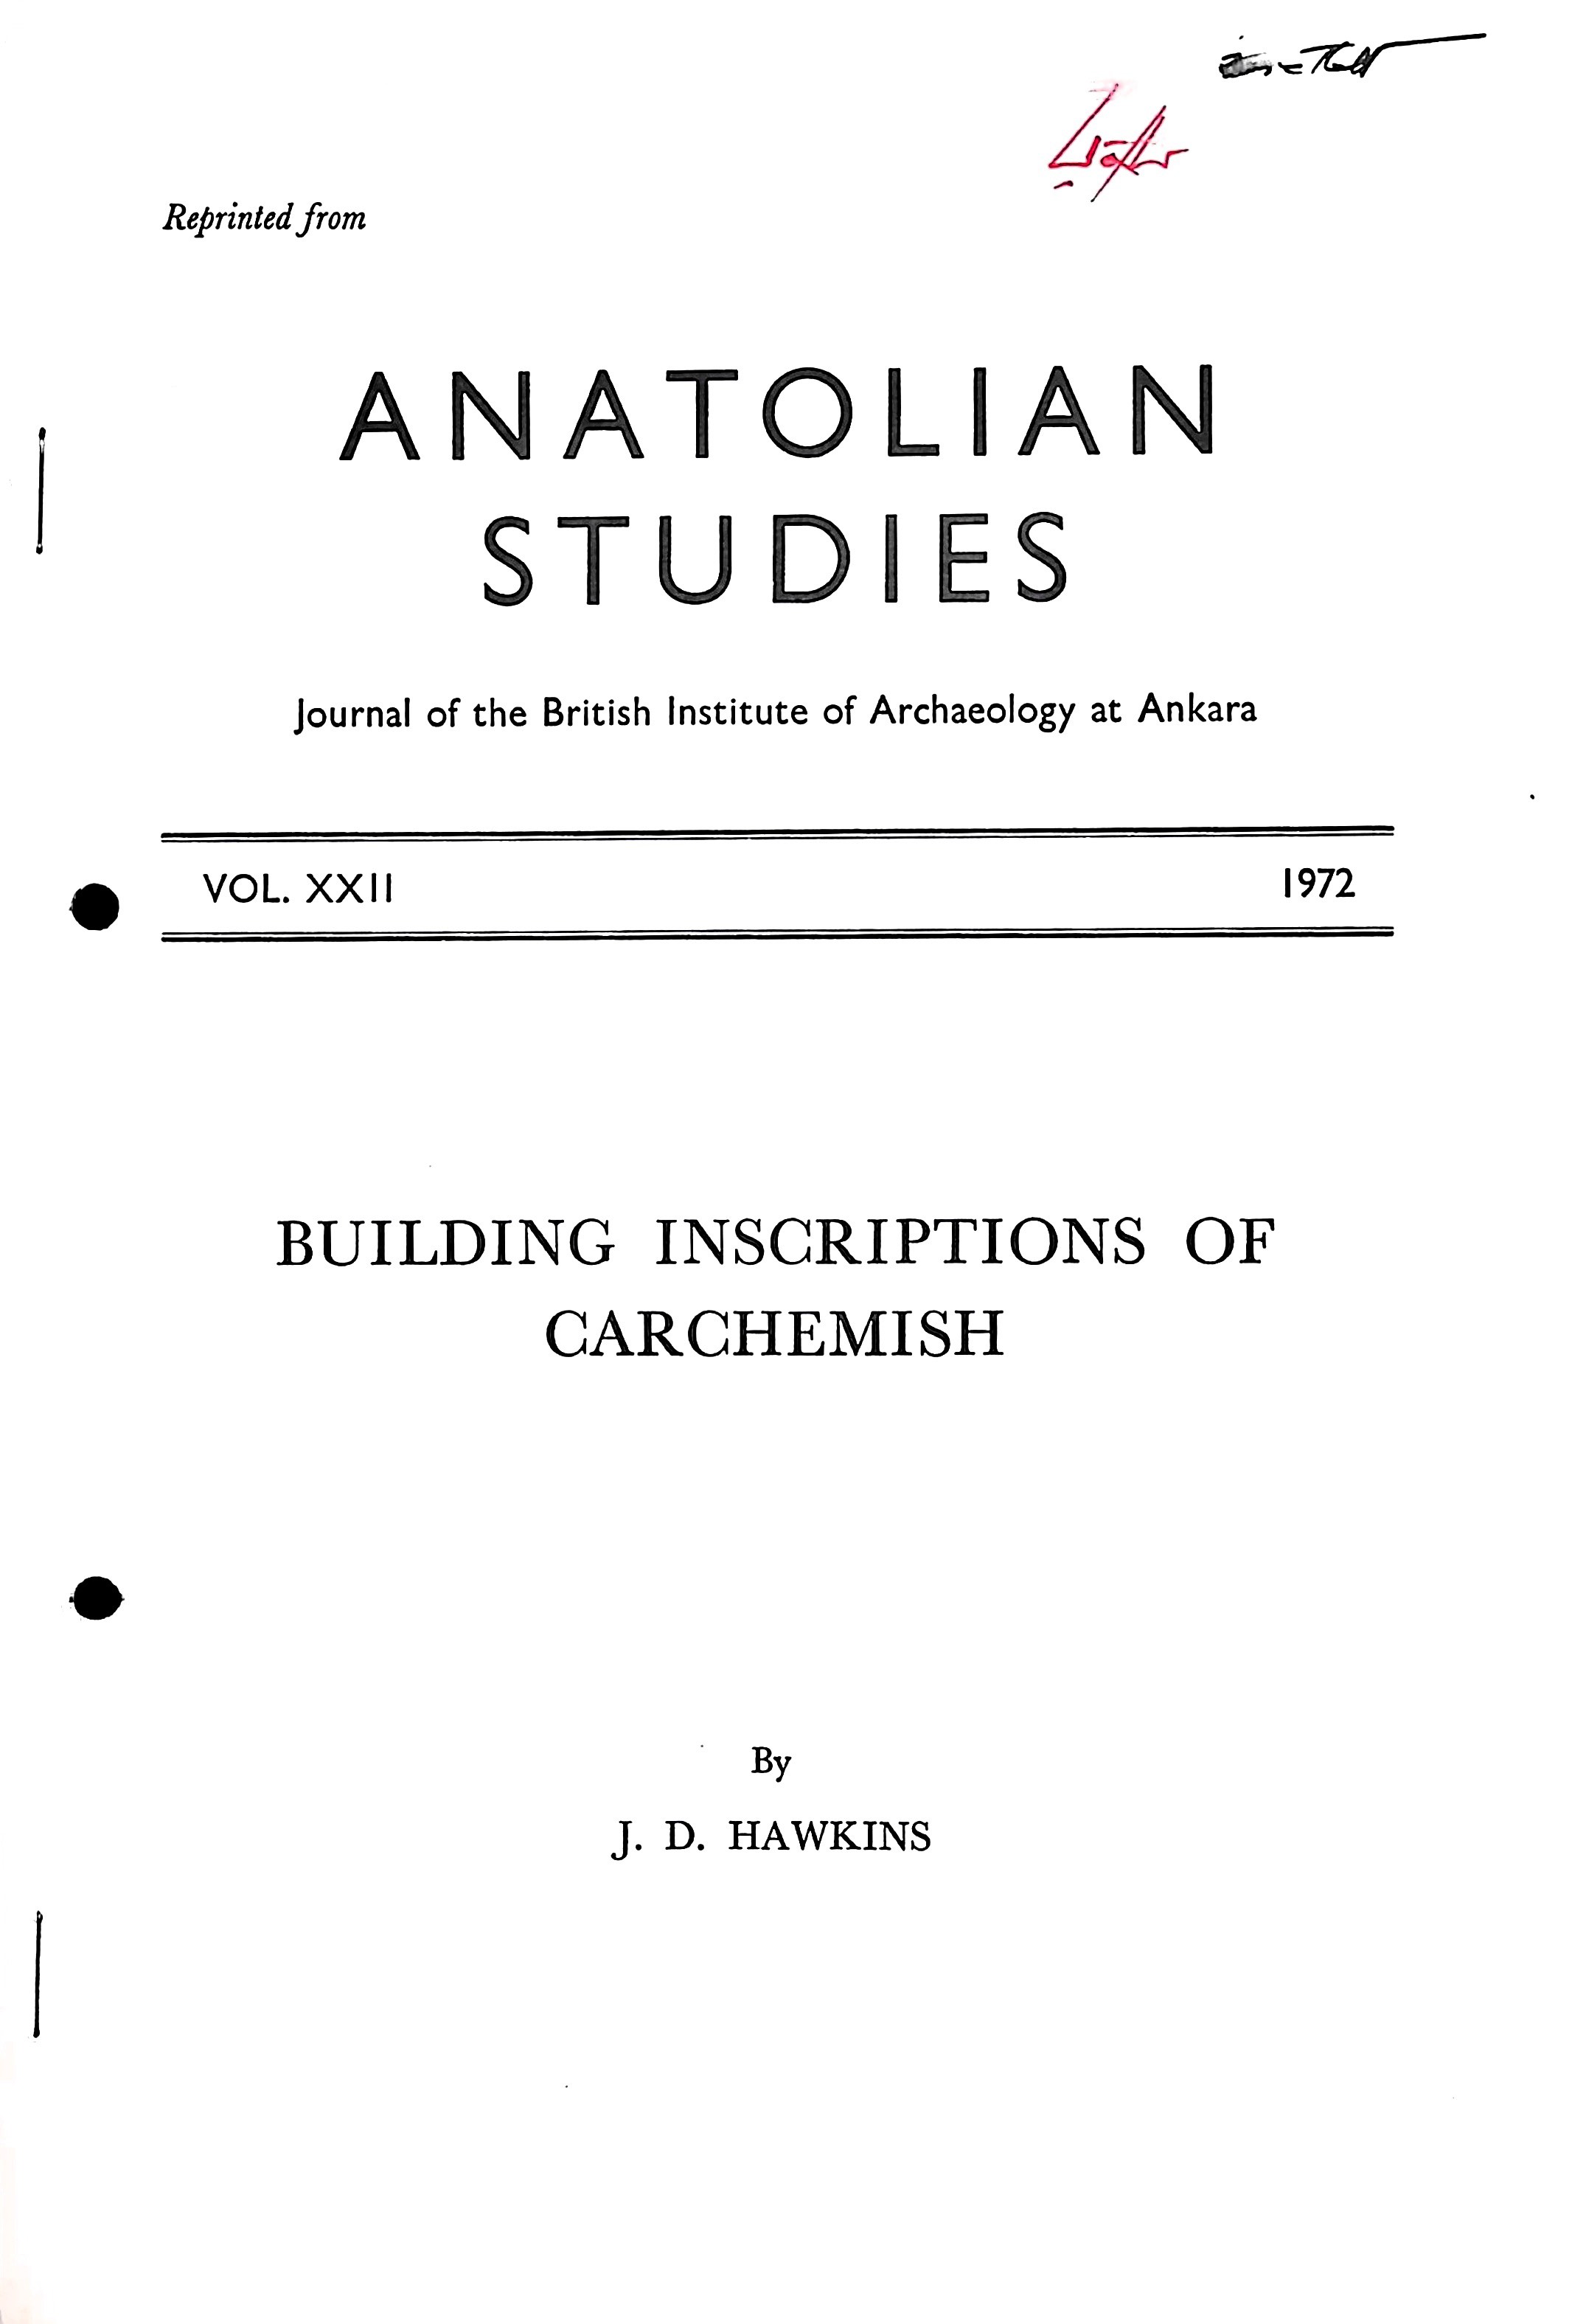 Reprinted from
ANATOLIAN
STUDIES
Journal of the British Institute of Archaeology at Ankara
VOL. XXII 1972
BUILDING INSCRIPTIONS OF
CARCHEMISH
By
J. D. HAWKINS